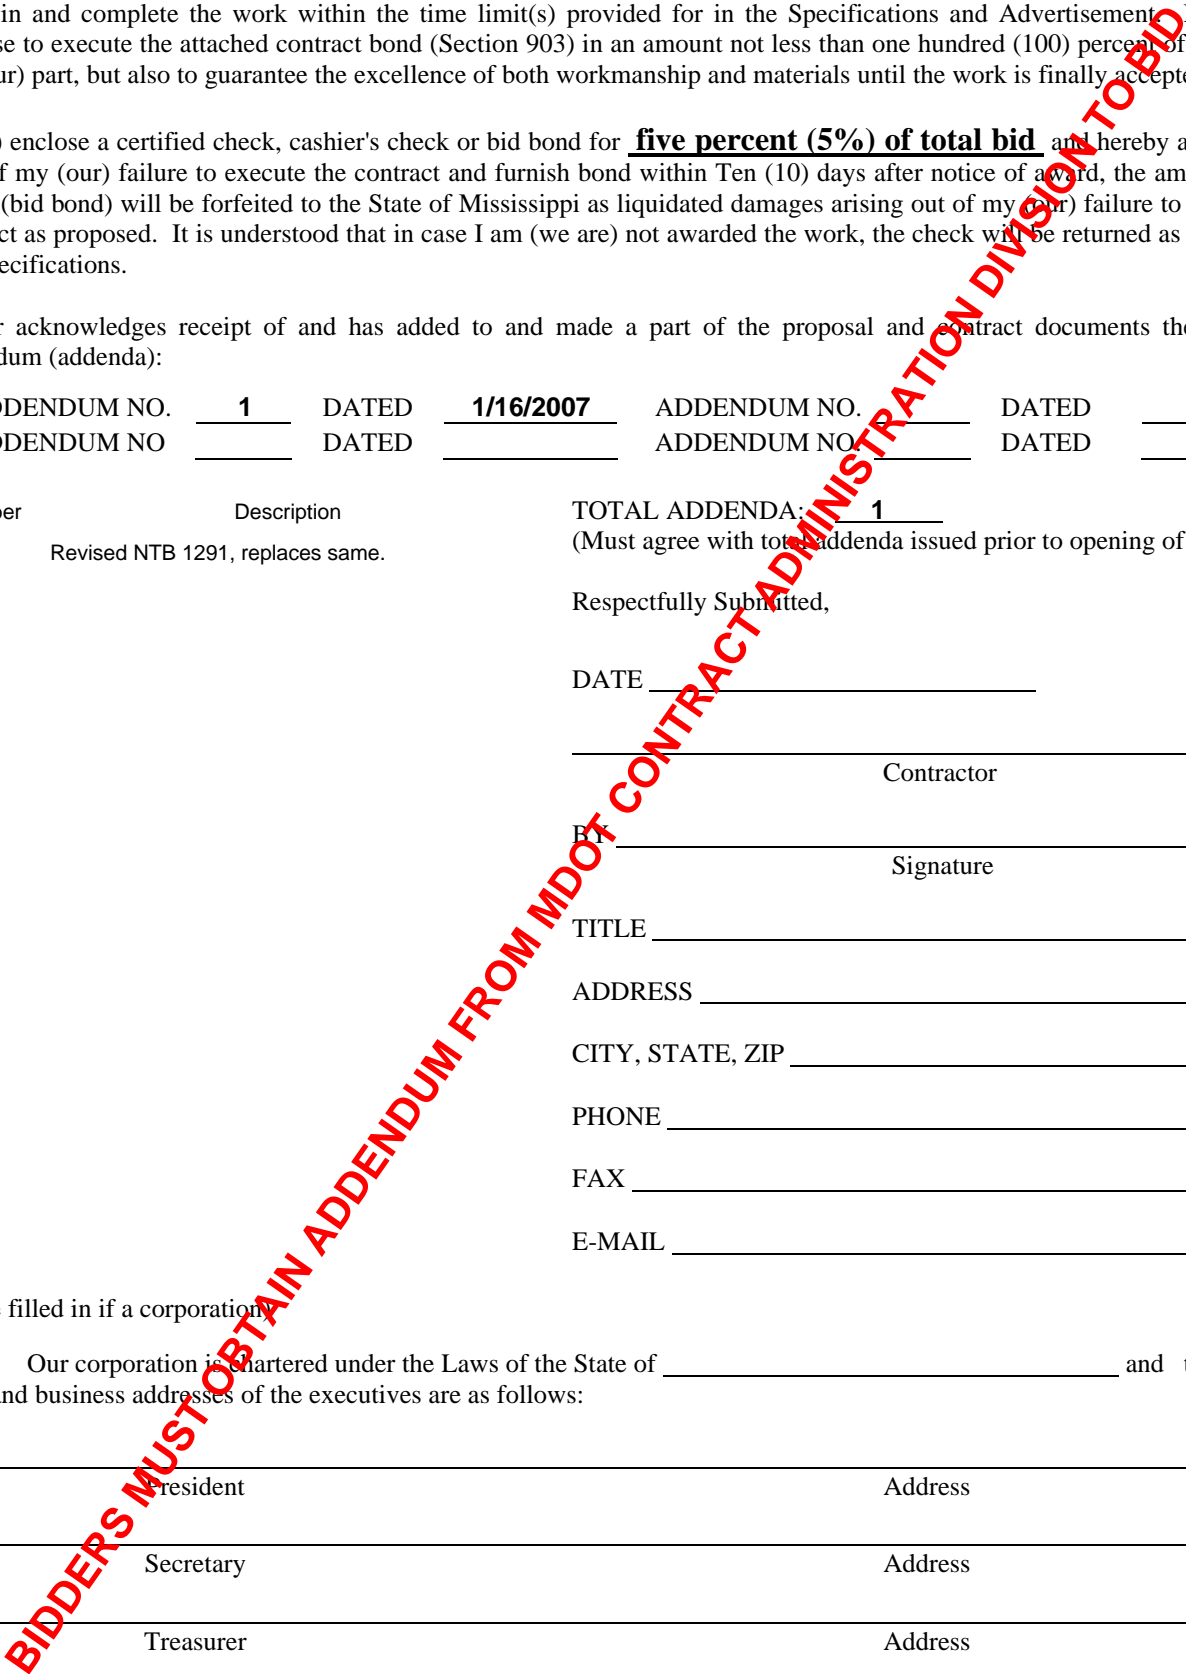 in and complete the work within the time limit(s) provided for in the Specifications and Advertisement.
se to execute the attached contract bond (Section 903) in an amount not less than one hundred (100) percent of
ur) part, but also to guarantee the excellence of both workmanship and materials until the work is finally accepte
) enclose a certified check, cashier's check or bid bond for five percent (5%) of total bid and hereby a
f my (our) failure to execute the contract and furnish bond within Ten (10) days after notice of award, the am
(bid bond) will be forfeited to the State of Mississippi as liquidated damages arising out of my (our) failure to
ct as proposed. It is understood that in case I am (we are) not awarded the work, the check will be returned as
ecifications.
r acknowledges receipt of and has added to and made a part of the proposal and contract documents the
dum (addenda):
DDENDUM NO. 1 DATED 1/16/2007 ADDENDUM NO. DATED
DDENDUM NO DATED ADDENDUM NO. DATED
ber Description TOTAL ADDENDA: 1
(Must agree with total addenda issued prior to opening of
Revised NTB 1291, replaces same.
Respectfully Submitted,
DATE
Contractor
BY
Signature
TITLE
ADDRESS
CITY, STATE, ZIP
PHONE
FAX
E-MAIL
e filled in if a corporation)
Our corporation is chartered under the Laws of the State of and t
and business addresses of the executives are as follows:
President Address
Secretary Address
Treasurer Address
BIDDERS MUST OBTAIN ADDENDUM FROM MDOT CONTRACT ADMINISTRATION DIVISION TO BID